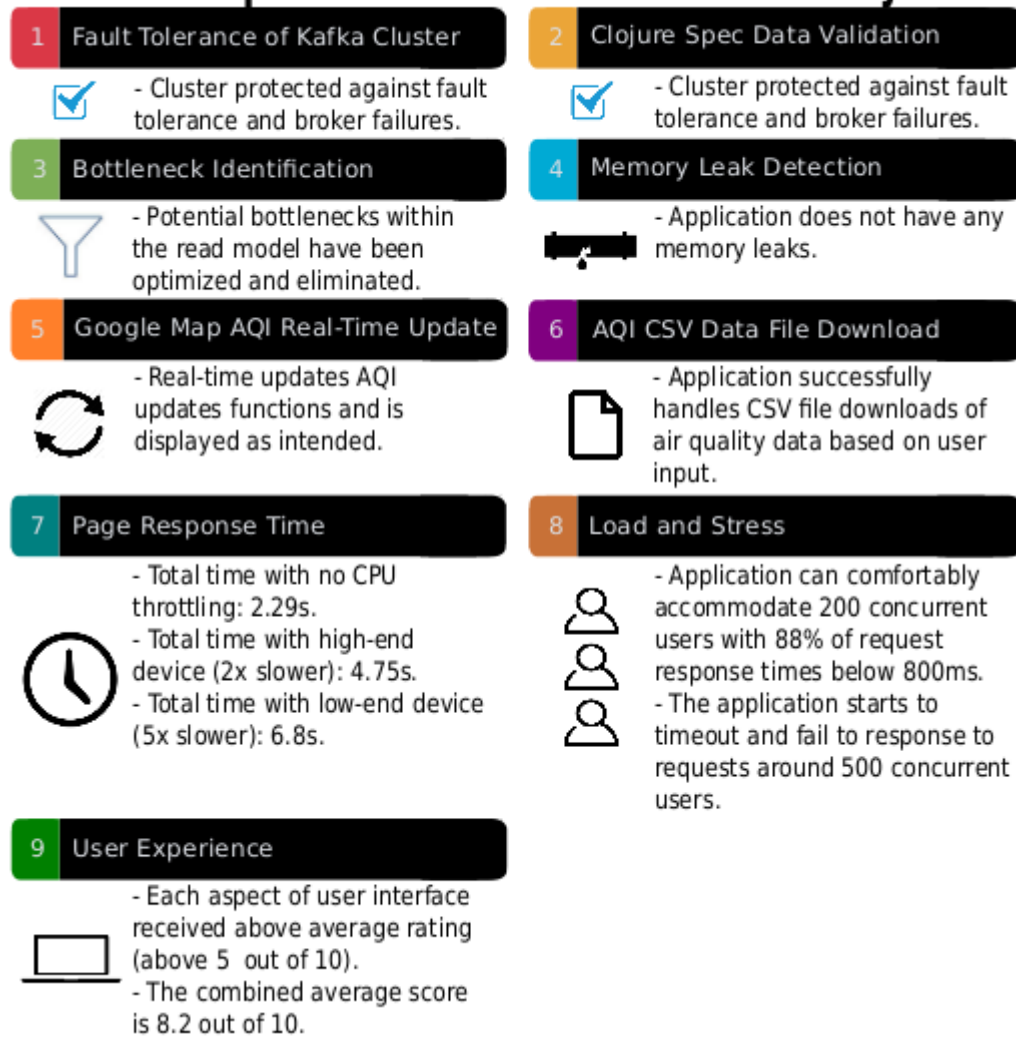 1 Fault Tolerance of Kafka Cluster
- Cluster protected against fault
tolerance and broker failures.
2 Clojure Spec Data Validation
- Cluster protected against fault
tolerance and broker failures.
3 Bottleneck Identification
- Potential bottlenecks within
the read model have been
optimized and eliminated.
4 Memory Leak Detection
- Application does not have any
memory leaks.
5 Google Map AQI Real-Time Update
- Real-time updates AQI
updates functions and is
displayed as intended.
6 AQI CSV Data File Download
- Application successfully
handles CSV file downloads of
air quality data based on user
input.
7 Page Response Time
- Total time with no CPU
throttling: 2.29s.
- Total time with high-end
device (2x slower): 4.75s.
- Total time with low-end device
(5x slower): 6.8s.
8 Load and Stress
- Application can comfortably
accommodate 200 concurrent
users with 88% of request
response times below 800ms.
- The application starts to
timeout and fail to response to
requests around 500 concurrent
users.
9 User Experience
- Each aspect of user interface
received above average rating
(above 5 out of 10).
- The combined average score
is 8.2 out of 10.